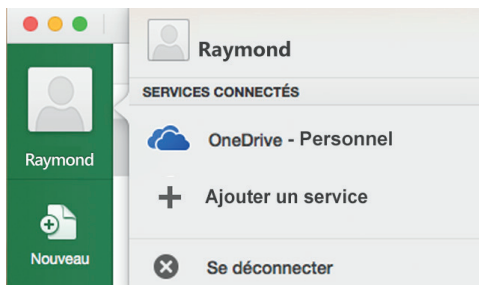 Raymond
Nouveau
Raymond
SERVICES CONNECTÉS
OneDrive - Personnel
Ajouter un service
Se déconnecter